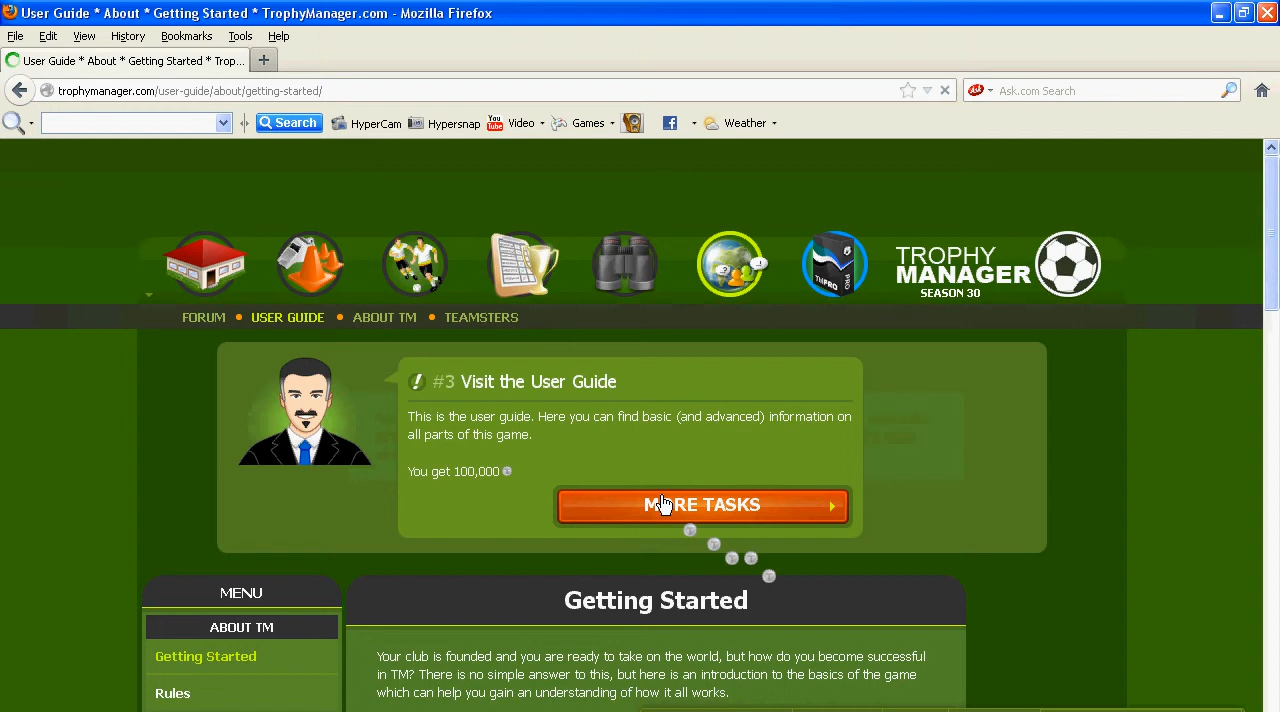 User Guide * About * Getting Started * TrophyManager.com - Mozilla Firefox
File Edit View History Bookmarks Tools Help
User Guide * About * Getting Started * Trop...
trophymanager.com/user-guide/about/getting-started/
Ask Ask.com Search
Search HyperCam Hypersnap You Tube Video Games Weather
TROPHY
MANAGER
SEASON 30
FORUM USER GUIDE ABOUT TM TEAMSTERS
#3 Visit the User Guide
This is the user guide. Here you can find basic (and advanced) information on
all parts of this game.
You get 100,000
MORE TASKS
MENU
ABOUT TM
Getting Started
Rules
Getting Started
Your club is founded and you are ready to take on the world, but how do you become successful
in TM? There is no simple answer to this, but here is an introduction to the basics of the game
which can help you gain an understanding of how it all works.